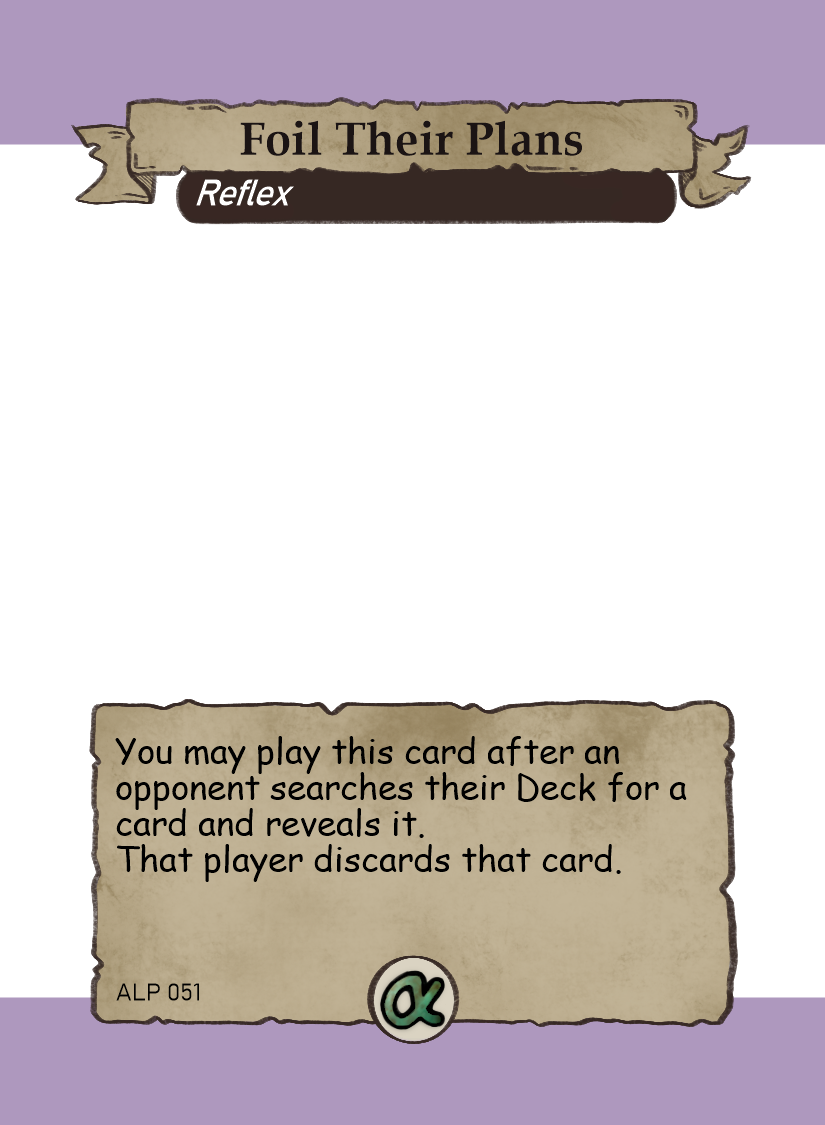 Foil Their Plans
Reflex
You may play this card after an
opponent searches their Deck for a
card and reveals it.
That player discards that card.
ALP 051
α